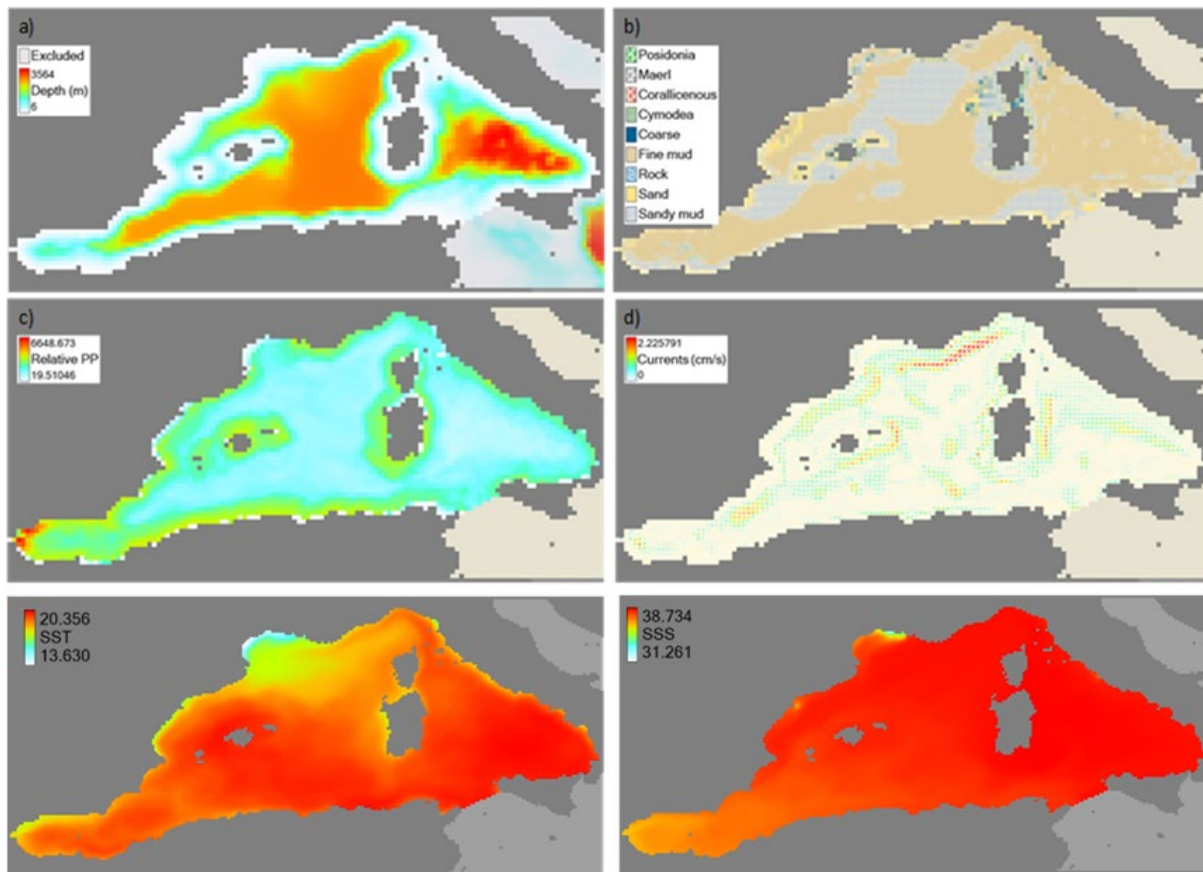 a)
Excluded
3564
Depth (m)
6
b)
Posidonia
Maerl
Corallicenous
Cymodea
Coarse
Fine mud
Rock
Sand
Sandy mud
c)
6648.673
Relative PP
19.51046
d)
2.225791
Currents (cm/s)
0
20.356
SST
13.630
38.734
SSS
31.261